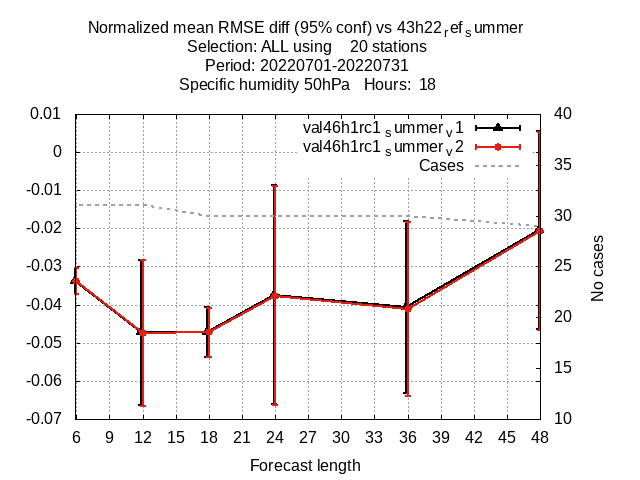 Normalized mean RMSE diff (95% conf) vs 43h22ᵣefₛummer
Selection: ALL using 20 stations
Period: 20220701-20220731
Specific humidity 50hPa Hours: 18
0.01 40
val46h1rc1ₛummerᵥ1
val46h1rc1ₛummerᵥ2
0 35
Cases
-0.01
-0.02 30
-0.03 25
No cases
-0.04 20
-0.05 15
-0.06
-0.07 10
6 9 12 15 18 21 24 27 30 33 36 39 42 45 48
Forecast length